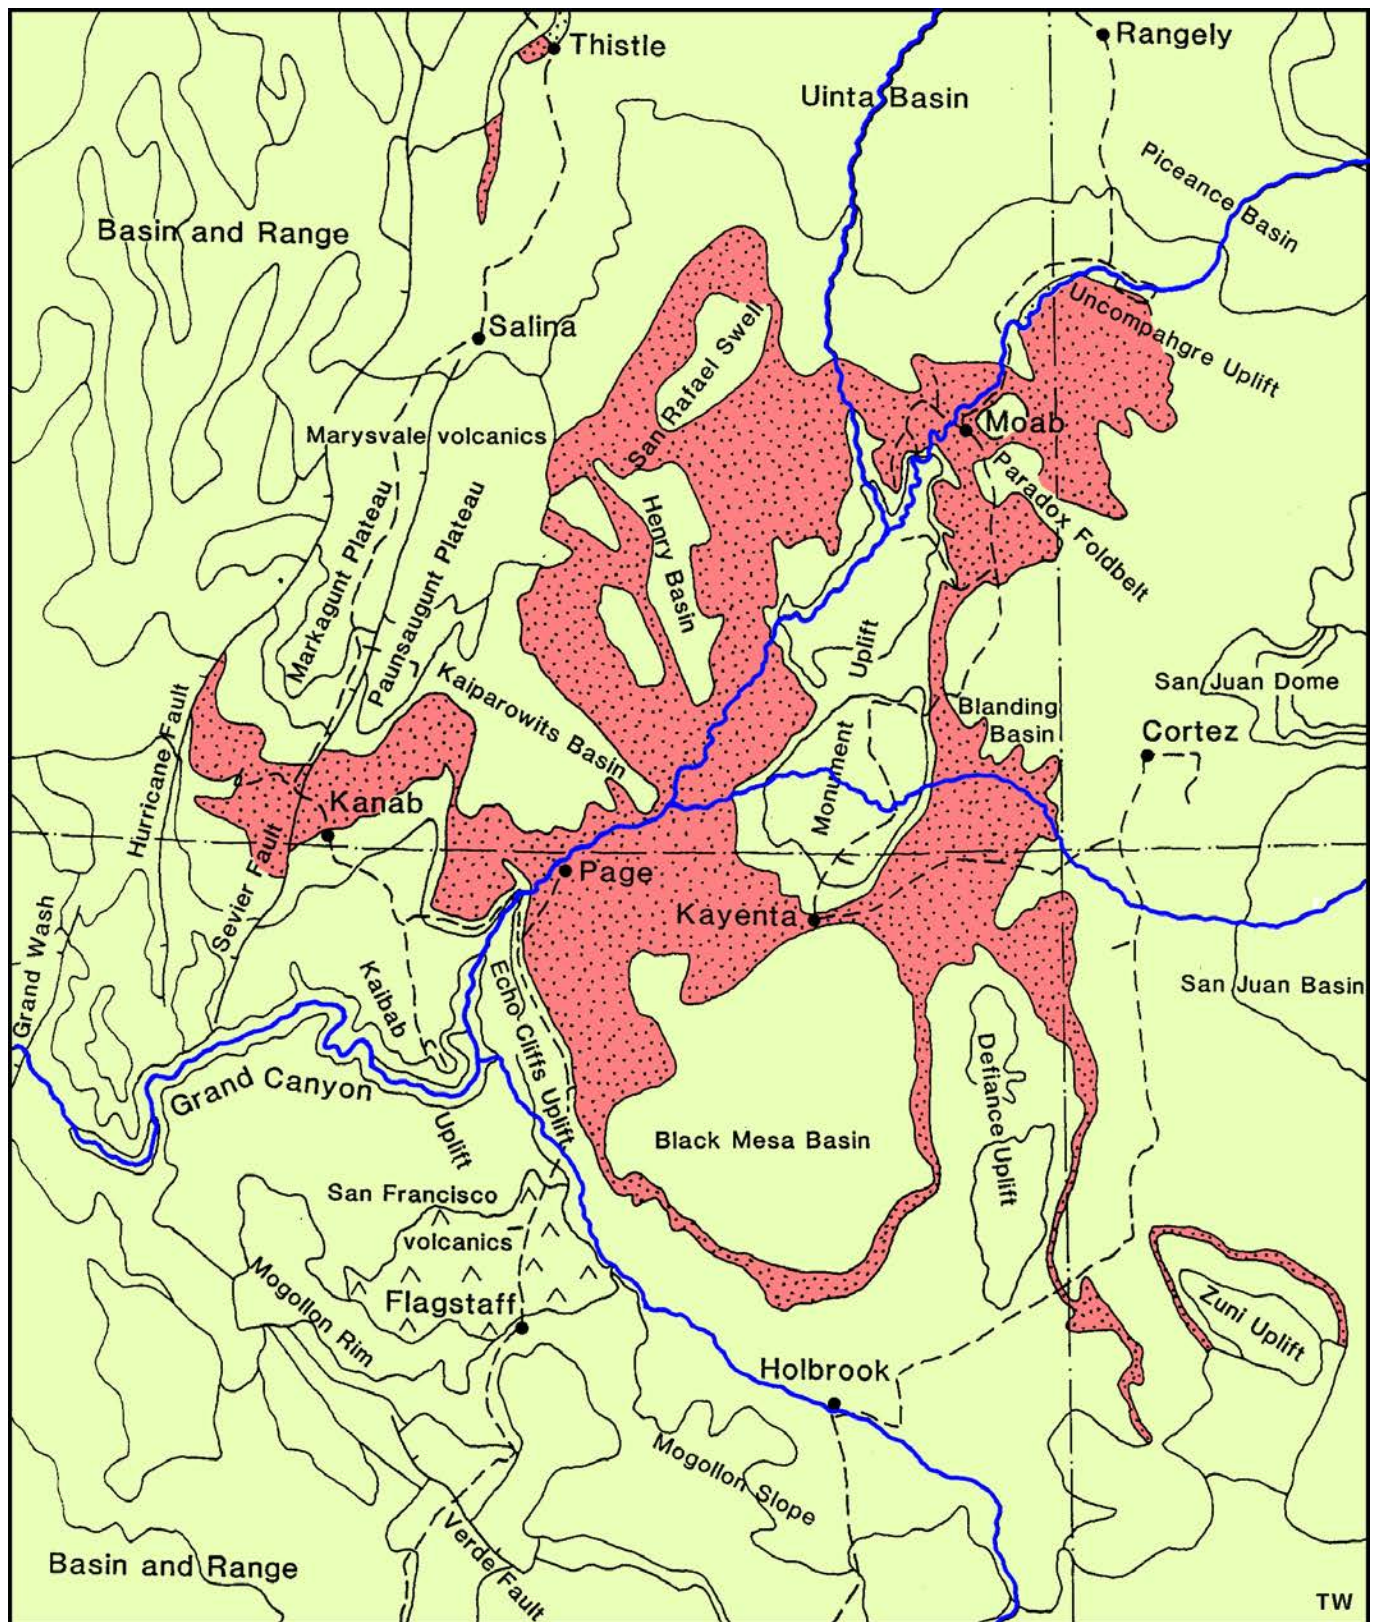 Thistle
Rangely
Uinta Basin
Piceance Basin
Basin and Range
Salina
San Rafael Swell
Uncompahgre Uplift
Moab
Marysvale volcanics
Paradox Foldbelt
Markagunt Plateau
Paunsaugunt Plateau
Henry Basin
Kaiparowits Basin
Monument Uplift
Blanding
Basin
San Juan Dome
Cortez
Hurricane Fault
Kanab
Sevier Fault
Page
Kayenta
Grand Wash
San Juan Basin
Kaibab Uplift
Echo Cliffs Uplift
Defiance Uplift
Grand Canyon
Black Mesa Basin
San Francisco
volcanics
Flagstaff
Mogollon Rim
Zuni Uplift
Holbrook
Mogollon Slope
Verde Fault
Basin and Range
TW